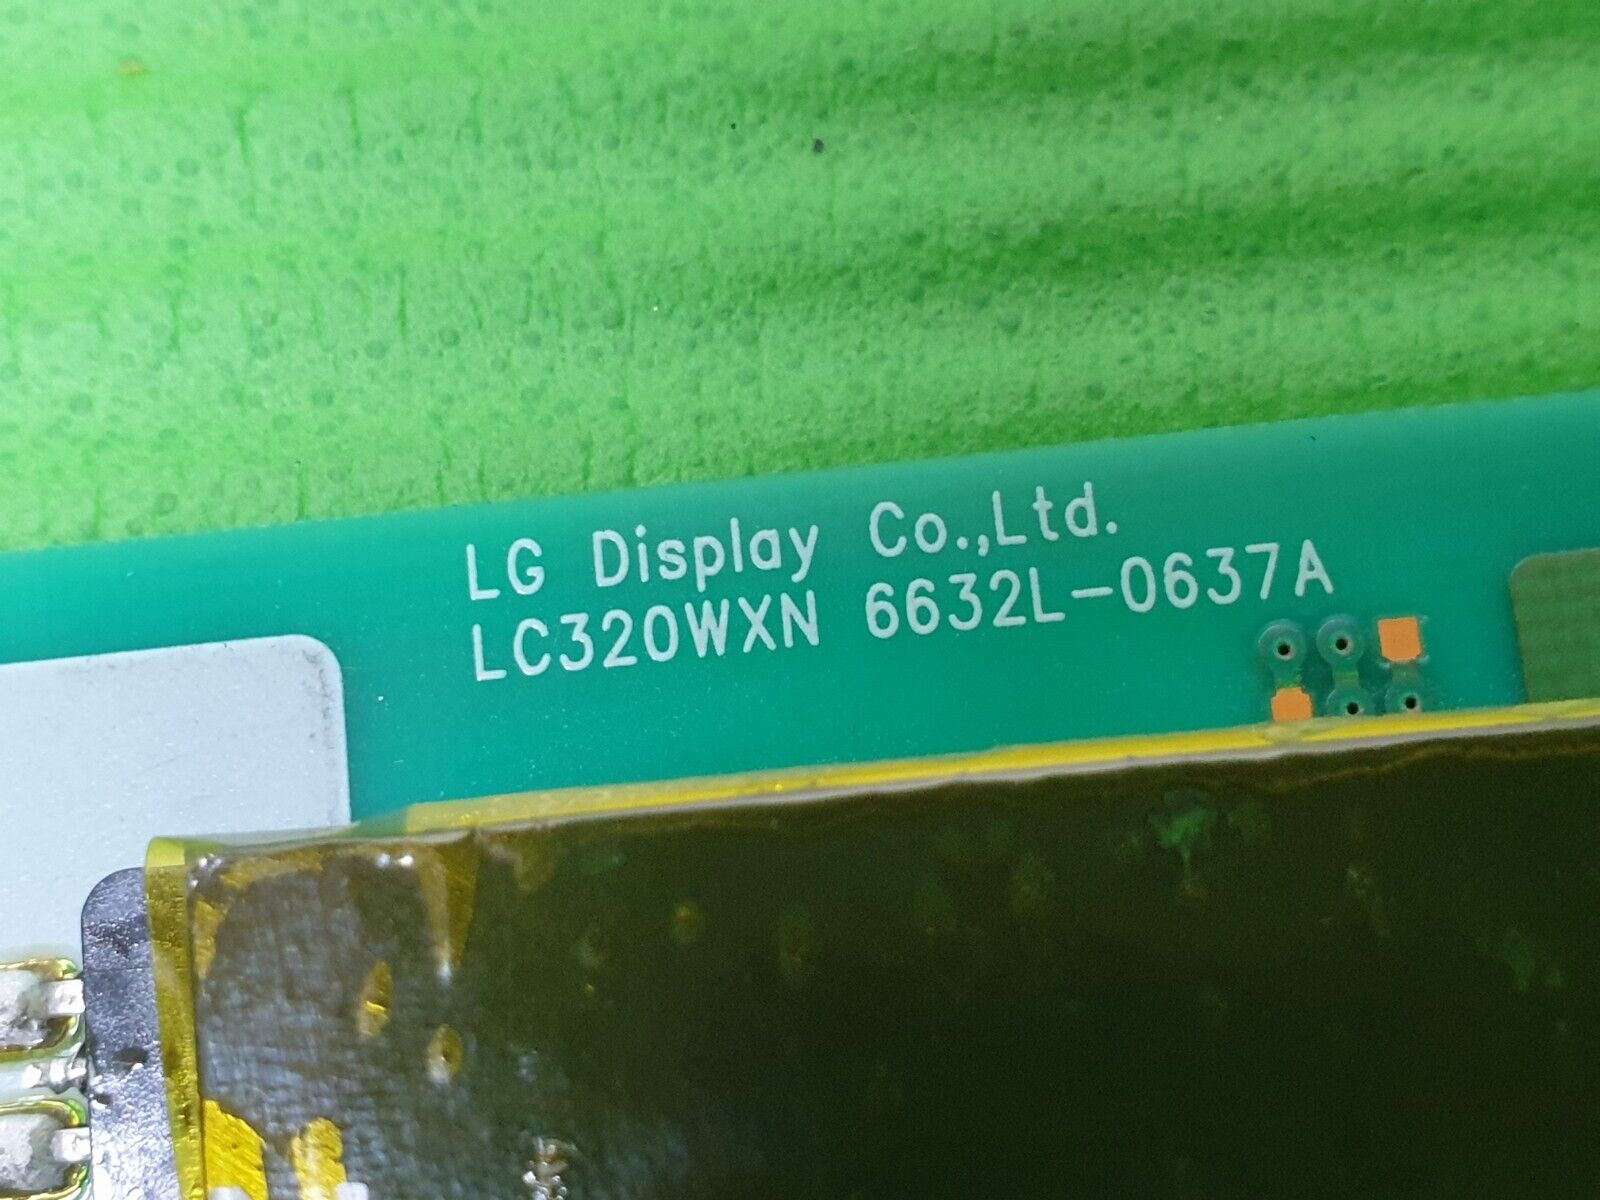 LG Display Co.,Ltd.
LC320WXN 6632L-0637A